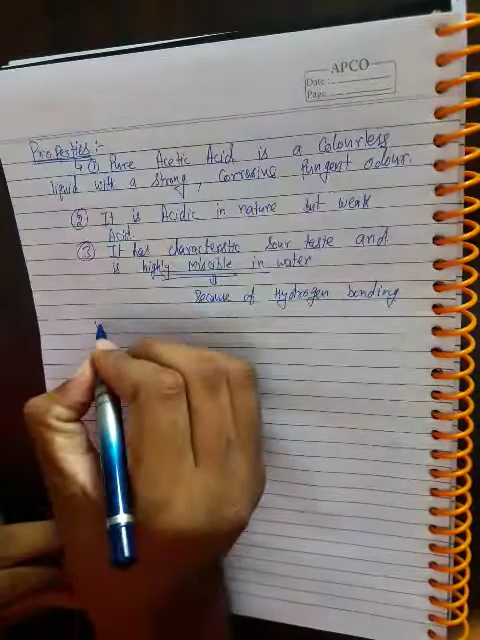 APCO
Date :
Page
Properties :-
↳ ① Pure Acetic Acid is a Colourless
liquid with a strong, Corrosive Pungent odour.
② It is Acidic in nature but weak
Acid.
③ It has characterstic sour taste and
is highly miscible in water
Because of Hydrogen bonding